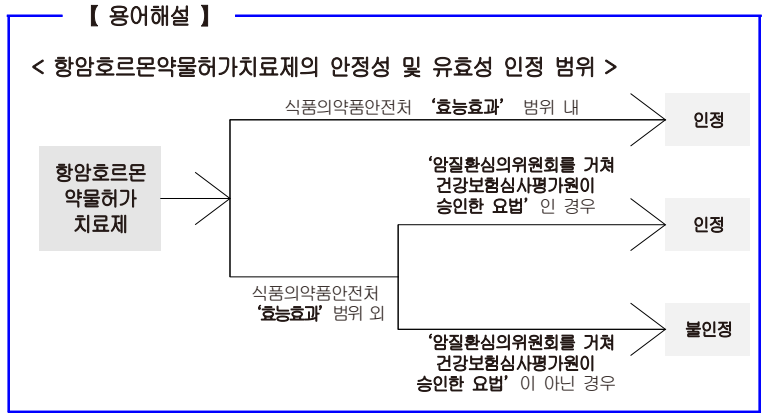 【 용어해설 】
< 항암호르몬약물허가치료제의 안정성 및 유효성 인정 범위 >
식품의약품안전처 ‘효능효과’ 범위 내
인정
항암호르몬
약물허가
치료제
‘암질환심의위원회를 거쳐
건강보험심사평가원이
승인한 요법’ 인 경우
인정
식품의약품안전처
‘효능효과’ 범위 외
‘암질환심의위원회를 거쳐
건강보험심사평가원이
승인한 요법’ 이 아닌 경우
불인정